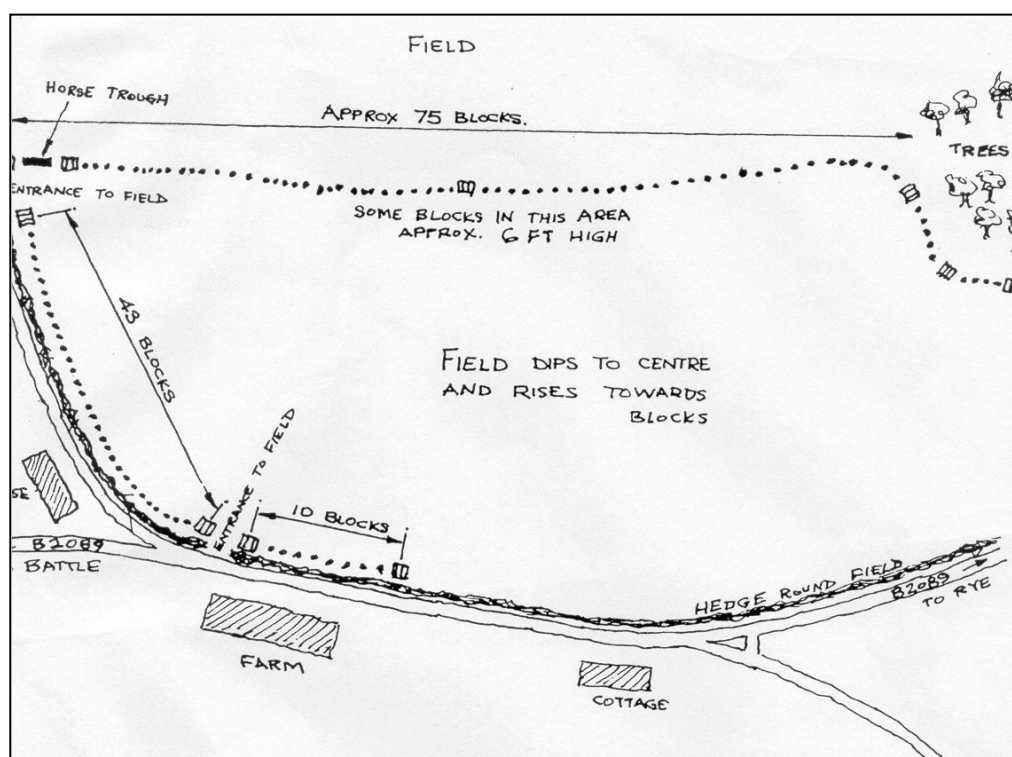 FIELD
HORSE TROUGH
APPROX 75 BLOCKS.
TREES
ENTRANCE TO FIELD
SOME BLOCKS IN THIS AREA
APPROX. 6 FT HIGH
43 BLOCKS
FIELD DIPS TO CENTRE
AND RISES TOWARDS
BLOCKS
ENTRANCE TO FIELD
10 BLOCKS
SE
B2089
BATTLE
HEDGE ROUND FIELD
B2089
TO RYE
FARM
COTTAGE